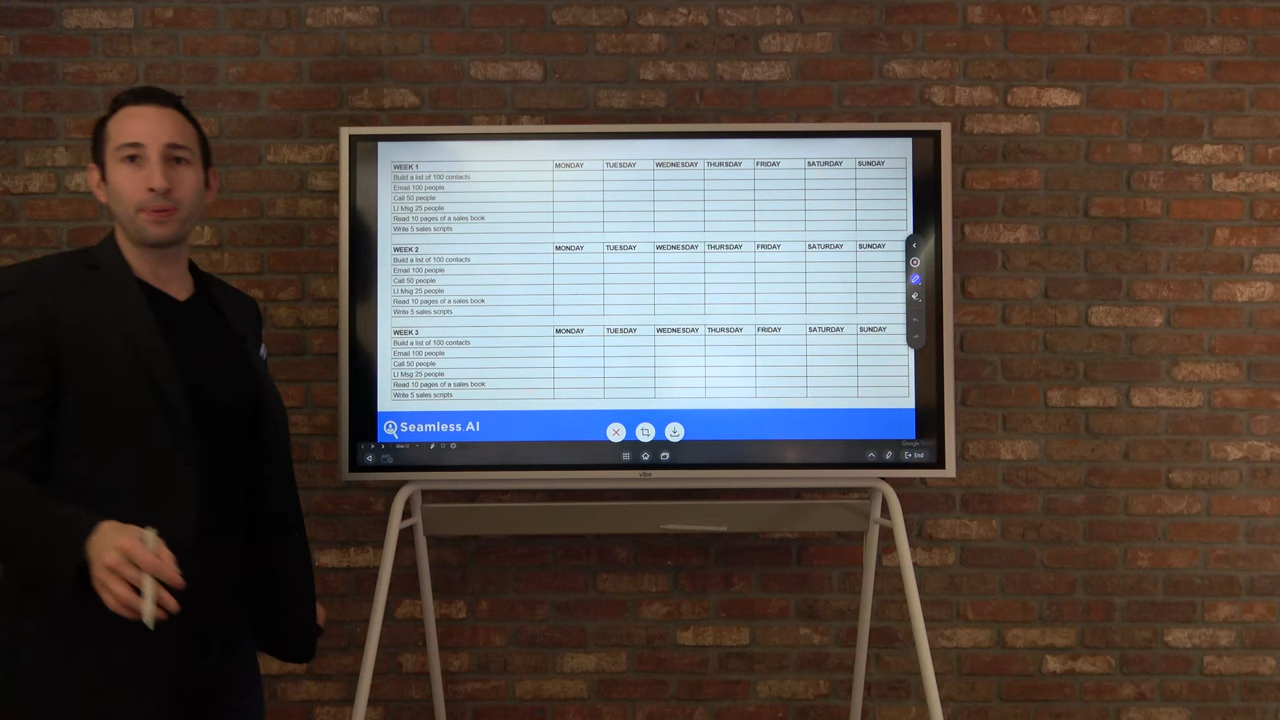 WEEK 1 MONDAY TUESDAY WEDNESDAY THURSDAY FRIDAY SATURDAY SUNDAY
Build a list of 100 contacts
Email 100 people
Call 50 people
LI Msg 25 people
Read 10 pages of a sales book
Write 5 sales scripts
WEEK 2 MONDAY TUESDAY WEDNESDAY THURSDAY FRIDAY SATURDAY SUNDAY
Build a list of 100 contacts
Email 100 people
Call 50 people
LI Msg 25 people
Read 10 pages of a sales book
Write 5 sales scripts
WEEK 3 MONDAY TUESDAY WEDNESDAY THURSDAY FRIDAY SATURDAY SUNDAY
Build a list of 100 contacts
Email 100 people
Call 50 people
LI Msg 25 people
Read 10 pages of a sales book
Write 5 sales scripts
Seamless.AI
Google
End
vibe